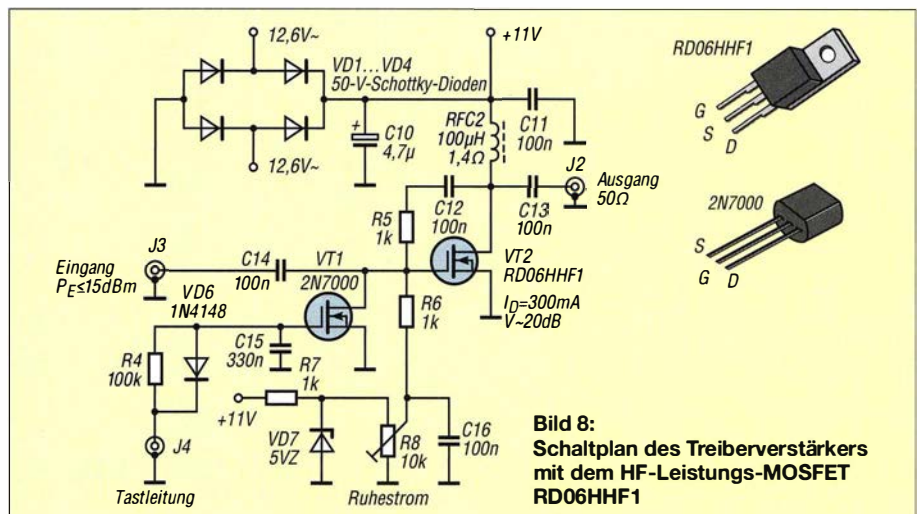 12,6V~
+11V
RD06HHF1
VD1...VD4
50-V-Schottky-Dioden
G
S
D
+
C10
4,7µ
RFC2
100µH
1,4Ω
C11
100n
12,6V~
J2
Ausgang
50Ω
C12
100n
C13
100n
2N7000
R5
1k
S
G
D
J3
Eingang
PE≤15dBm
C14
100n
VT1
2N7000
VT2
RD06HHF1
ID=300mA
V~20dB
VD6
1N4148
R6
1k
C15
330n
R4
100k
R7
1k
+11V
J4
VD7
5VZ
R8
10k
C16
100n
Tastleitung
Ruhestrom
Bild 8:
Schaltplan des Treiberverstärkers
mit dem HF-Leistungs-MOSFET
RD06HHF1